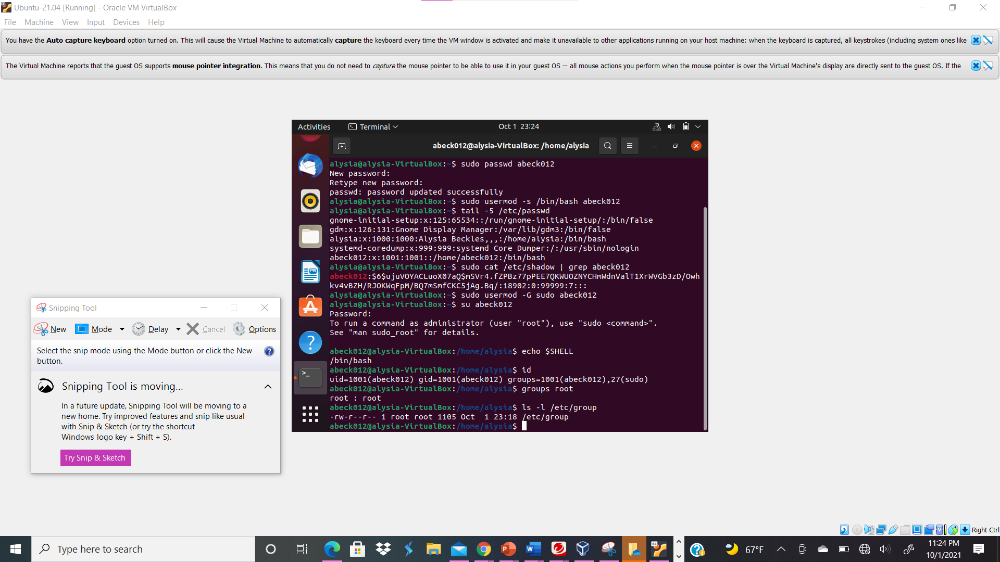 Ubuntu-21.04 [Running] - Oracle VM VirtualBox
File Machine View Input Devices Help
You have the Auto capture keyboard option turned on. This will cause the Virtual Machine to automatically capture the keyboard every time the VM window is activated and make it unavailable to other applications running on your host machine: when the keyboard is captured, all keystrokes (including system ones like
The Virtual Machine reports that the guest OS supports mouse pointer integration. This means that you do not need to capture the mouse pointer to be able to use it in your guest OS -- all mouse actions you perform when the mouse pointer is over the Virtual Machine's display are directly sent to the guest OS. If the
Activities Terminal Oct 1 23:24
abeck012@alysia-VirtualBox: /home/alysia
alysia@alysia-VirtualBox:~$ sudo passwd abeck012
New password:
Retype new password:
passwd: password updated successfully
alysia@alysia-VirtualBox:~$ sudo usermod -s /bin/bash abeck012
alysia@alysia-VirtualBox:~$ tail -5 /etc/passwd
gnome-initial-setup:x:125:65534::/run/gnome-initial-setup/:/bin/false
gdm:x:126:131:Gnome Display Manager:/var/lib/gdm3:/bin/false
alysia:x:1000:1000:Alysia Beckles,,,:/home/alysia:/bin/bash
systemd-coredump:x:999:999:systemd Core Dumper:/:/usr/sbin/nologin
abeck012:x:1001:1001::/home/abeck012:/bin/bash
alysia@alysia-VirtualBox:~$ sudo cat /etc/shadow | grep abeck012
abeck012:$6$ujuVOYACLuoX07aQ$mSVr4.fZPBz77pPEE7QKWUOZNYCHmWdnValT1XrWVGb3zD/Owh
kv4vBZH/RJOKWqFpM/BQ7mSmfCKC5jAg.Bq/:18902:0:99999:7:::
alysia@alysia-VirtualBox:~$ sudo usermod -G sudo abeck012
alysia@alysia-VirtualBox:~$ su abeck012
Password:
To run a command as administrator (user "root"), use "sudo <command>".
See "man sudo_root" for details.
abeck012@alysia-VirtualBox:/home/alysia$ echo $SHELL
/bin/bash
abeck012@alysia-VirtualBox:/home/alysia$ id
uid=1001(abeck012) gid=1001(abeck012) groups=1001(abeck012),27(sudo)
abeck012@alysia-VirtualBox:/home/alysia$ groups root
root : root
abeck012@alysia-VirtualBox:/home/alysia$ ls -l /etc/group
-rw-r--r-- 1 root root 1105 Oct  1 23:18 /etc/group
abeck012@alysia-VirtualBox:/home/alysia$
Snipping Tool
New Mode Delay Cancel Options
Select the snip mode using the Mode button or click the New
button.
Snipping Tool is moving...
In a future update, Snipping Tool will be moving to a
new home. Try improved features and snip like usual
with Snip & Sketch (or try the shortcut
Windows logo key + Shift + S).
Try Snip & Sketch
Right Ctrl
Type here to search
67°F
11:24 PM
10/1/2021